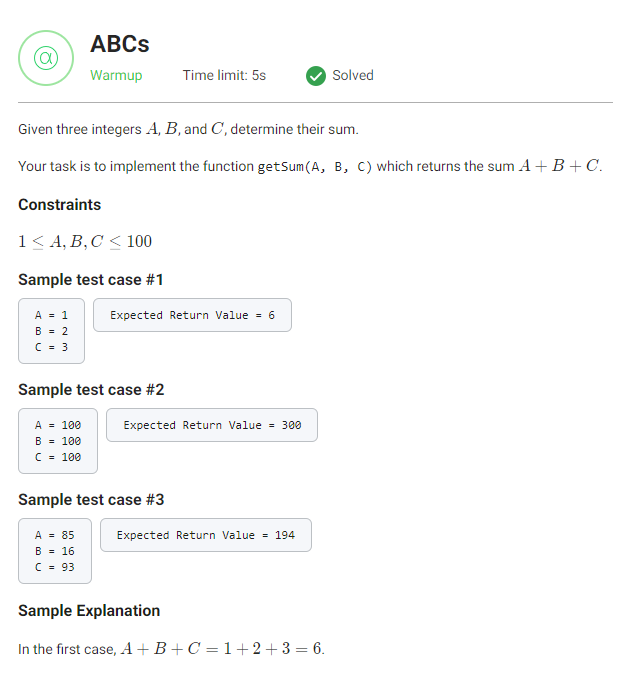 ABCs
Warmup Time limit: 5s Solved
Given three integers A, B, and C, determine their sum.
Your task is to implement the function getSum(A, B, C) which returns the sum A + B + C.
Constraints
1 ≤ A, B, C ≤ 100
Sample test case #1
A = 1 Expected Return Value = 6
B = 2
C = 3
Sample test case #2
A = 100 Expected Return Value = 300
B = 100
C = 100
Sample test case #3
A = 85 Expected Return Value = 194
B = 16
C = 93
Sample Explanation
In the first case, A + B + C = 1 + 2 + 3 = 6.